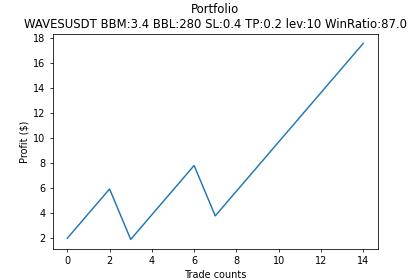 Portfolio
WAVESUSDT BBM:3.4 BBL:280 SL:0.4 TP:0.2 lev:10 WinRatio:87.0
18
16
14
12
10
8
6
4
2
Profit ($)
0 2 4 6 8 10 12 14
Trade counts